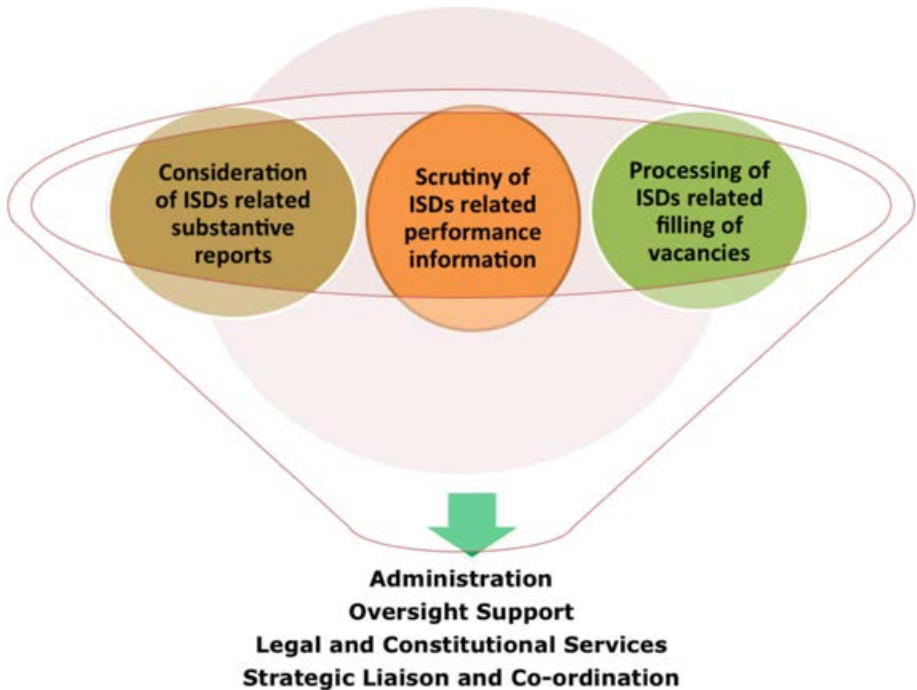 Consideration
of ISDs related
substantive
reports
Scrutiny of
ISDs related
performance
information
Processing of
ISDs related
filling of
vacancies
Administration
Oversight Support
Legal and Constitutional Services
Strategic Liaison and Co-ordination